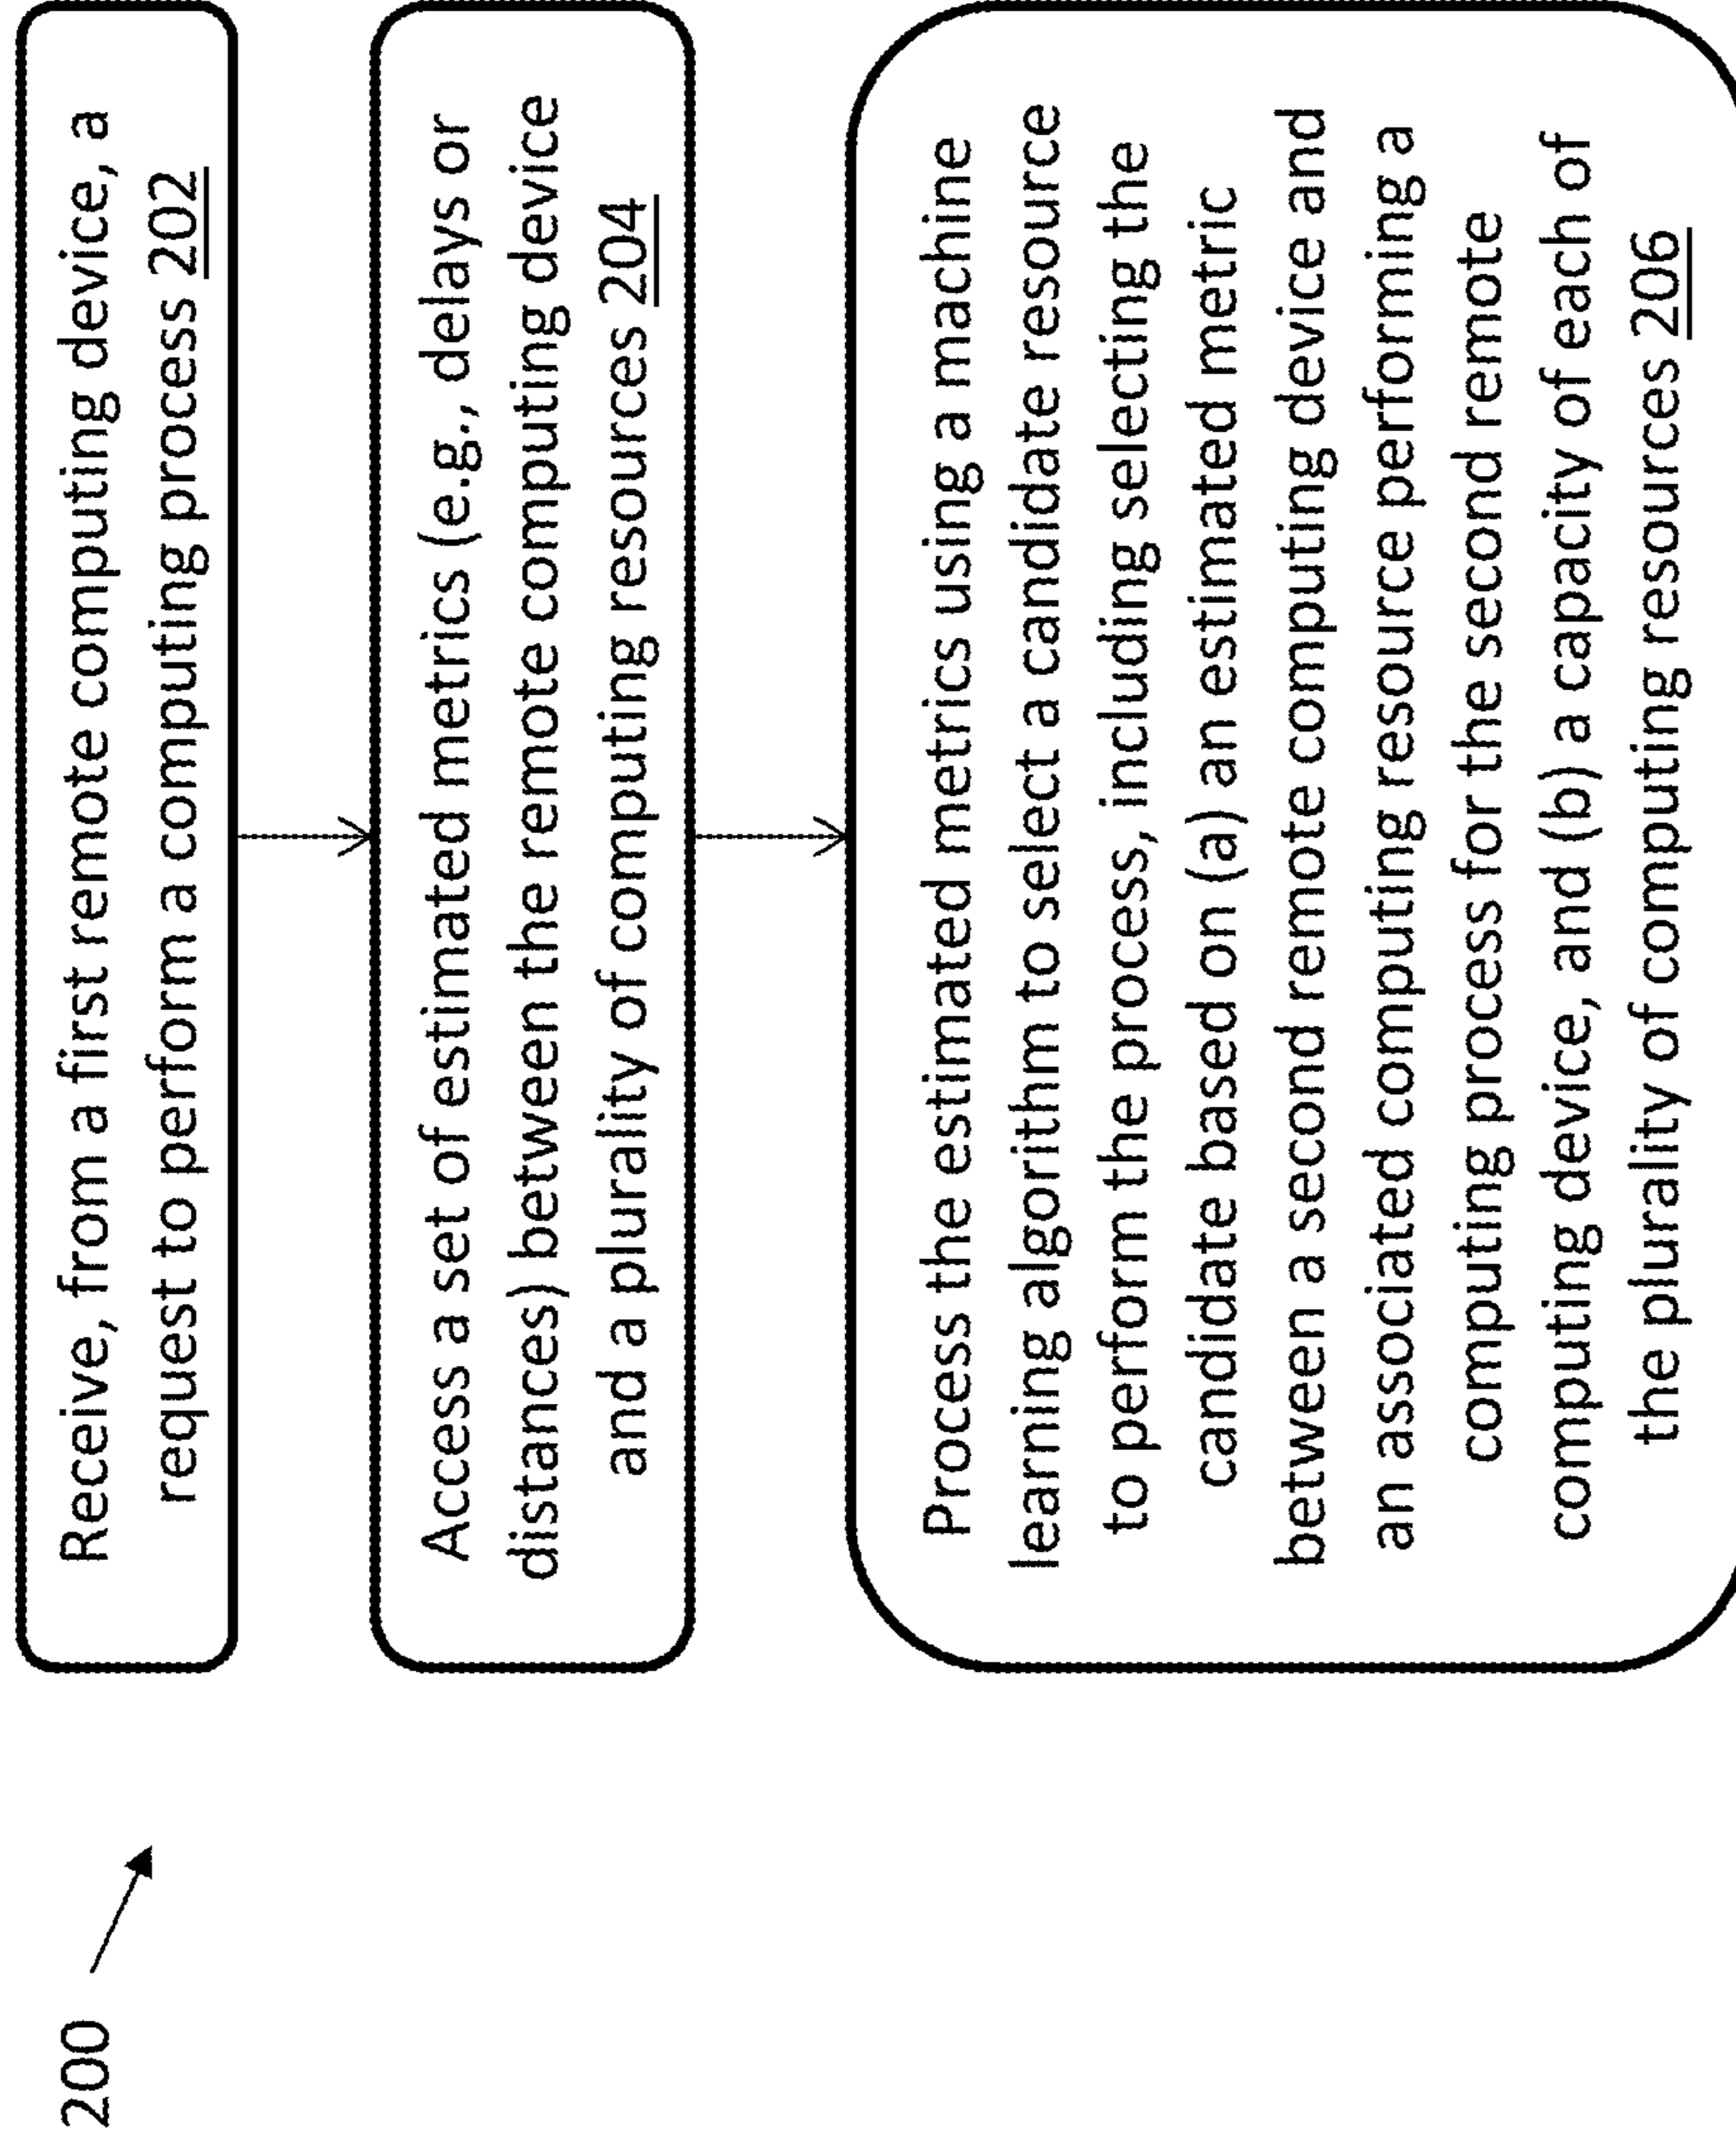 200
Receive, from a first remote computing device, a
request to perform a computing process 202
Access a set of estimated metrics (e.g., delays or
distances) between the remote computing device
and a plurality of computing resources 204
Process the estimated metrics using a machine
learning algorithm to select a candidate resource
to perform the process, including selecting the
candidate based on (a) an estimated metric
between a second remote computing device and
an associated computing resource performing a
computing process for the second remote
computing device, and (b) a capacity of each of
the plurality of computing resources 206